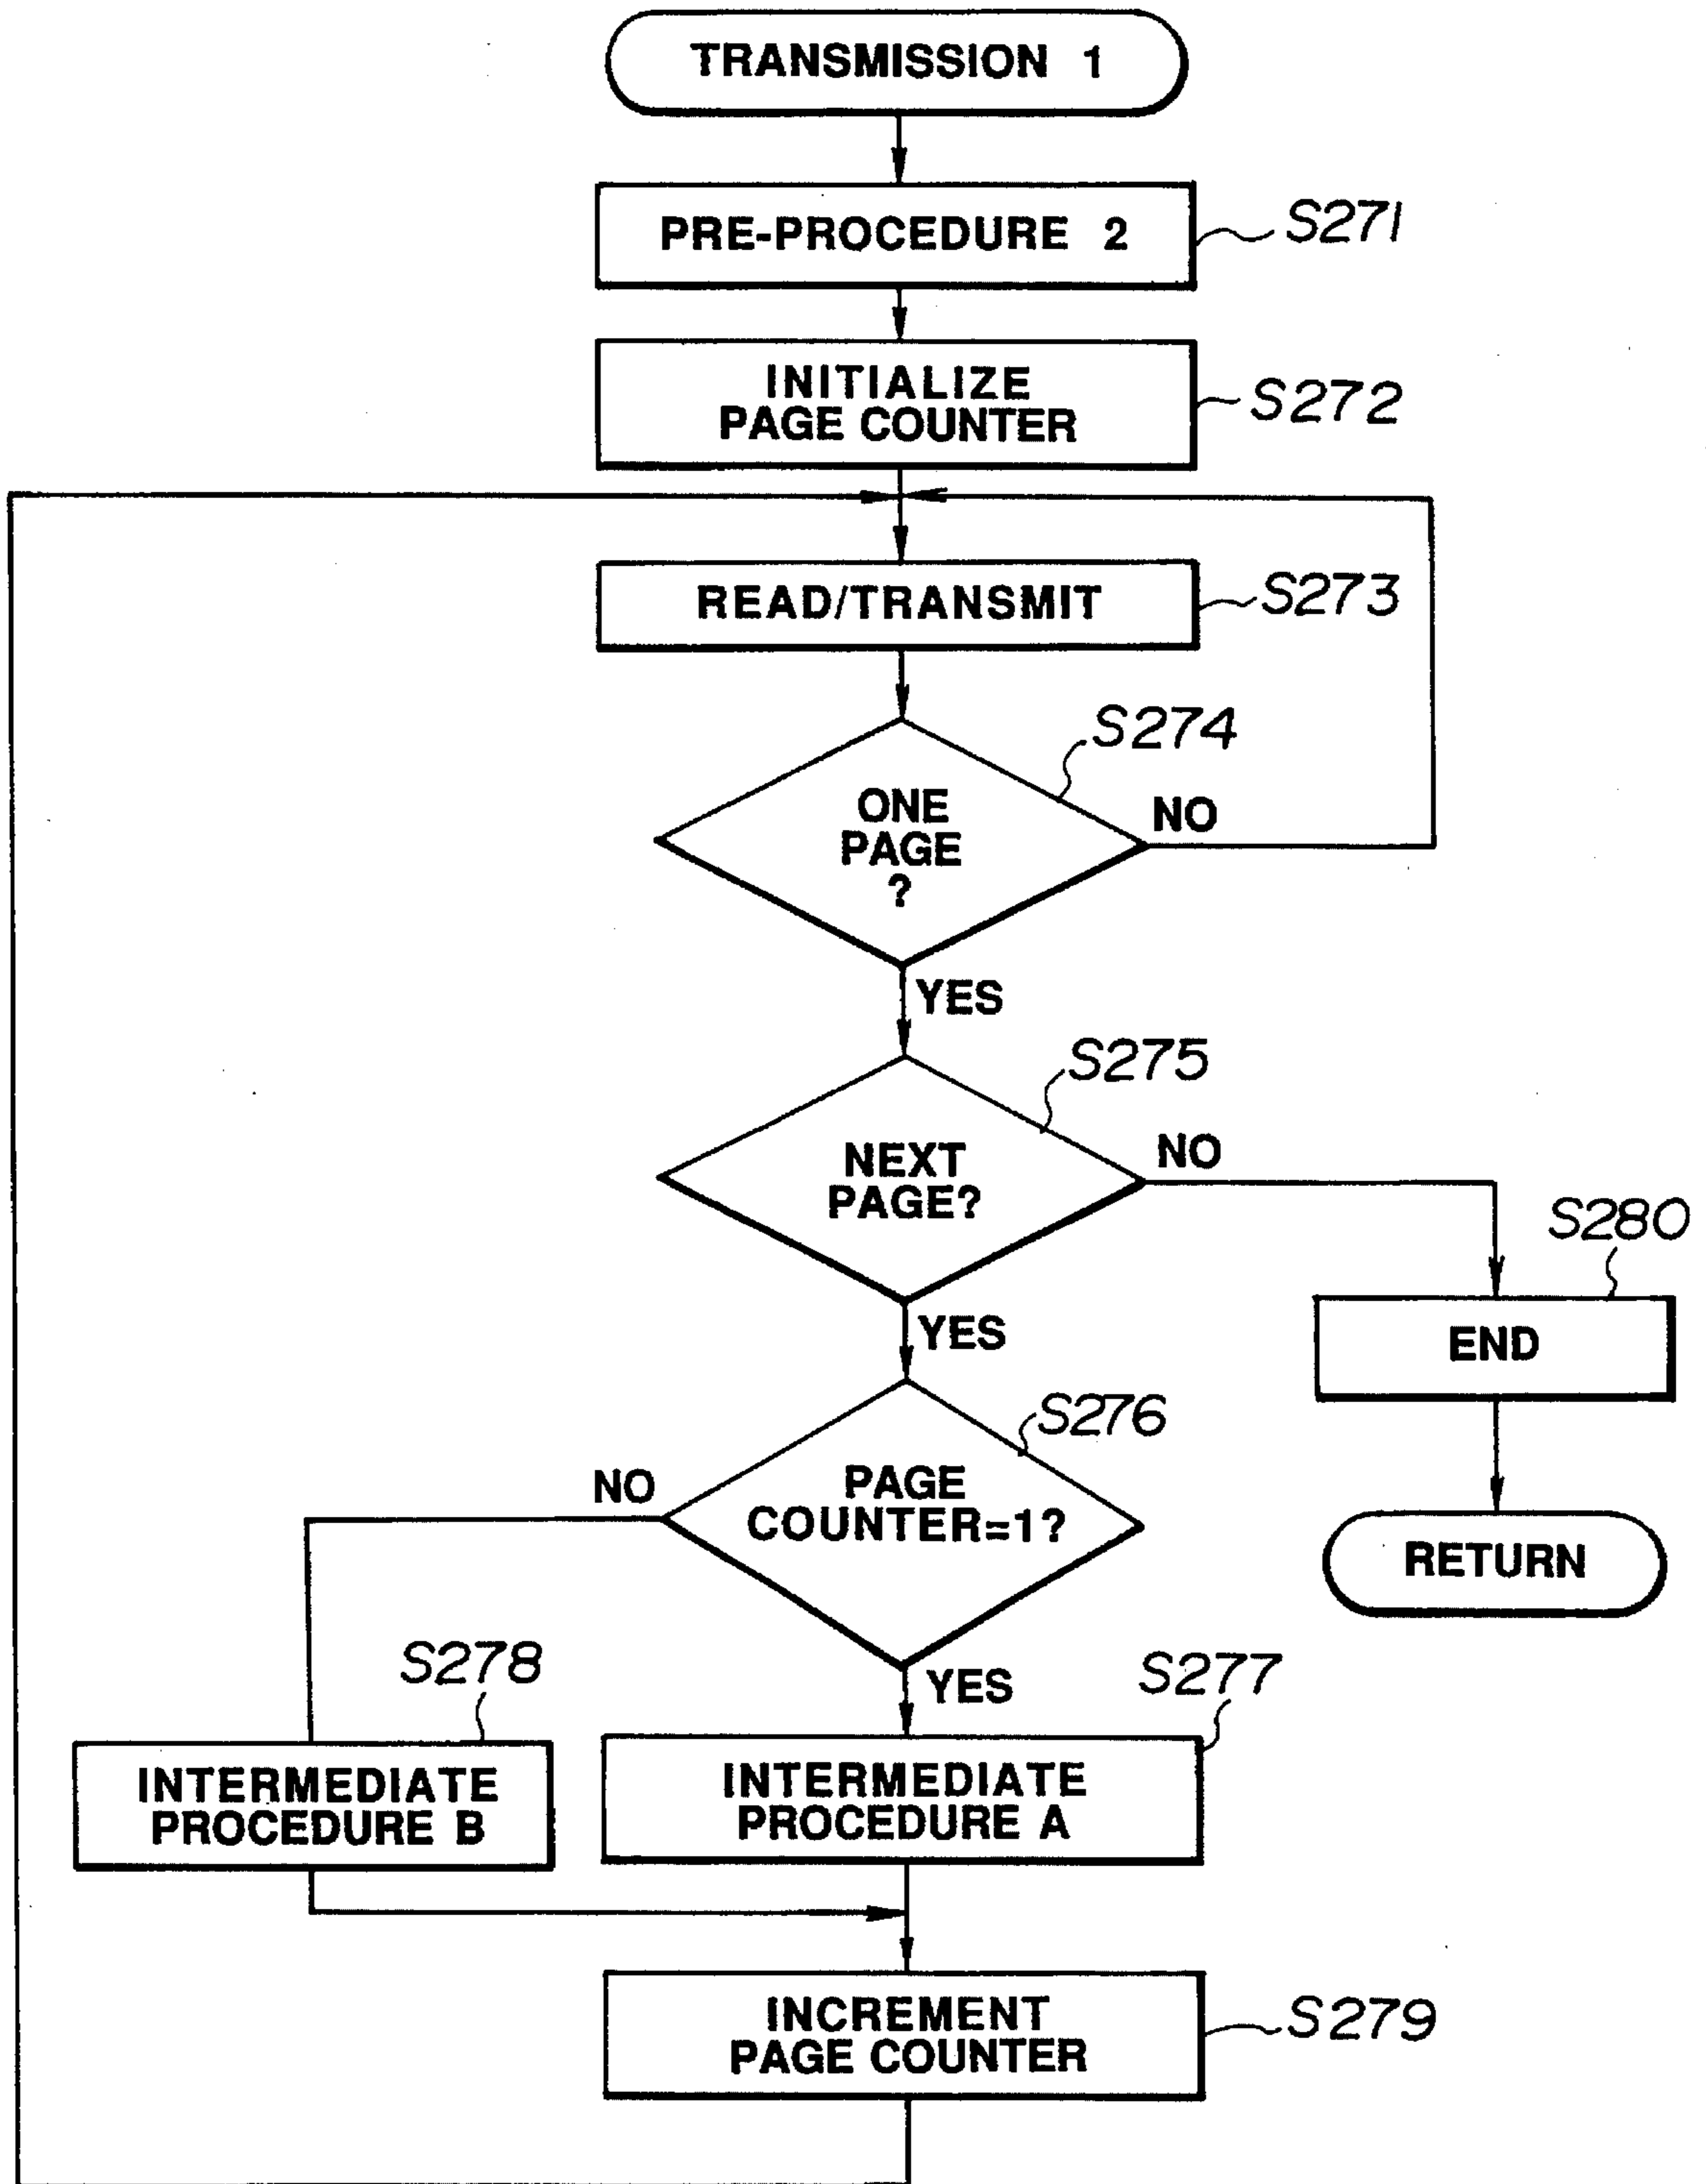 TRANSMISSION 1
PRE-PROCEDURE 2
S271
INITIALIZE
PAGE COUNTER
S272
READ/TRANSMIT
S273
S274
ONE
PAGE
?
NO
YES
S275
NEXT
PAGE?
NO
S280
END
RETURN
YES
S276
PAGE
COUNTER=1?
NO
YES
S278
INTERMEDIATE
PROCEDURE B
S277
INTERMEDIATE
PROCEDURE A
INCREMENT
PAGE COUNTER
S279